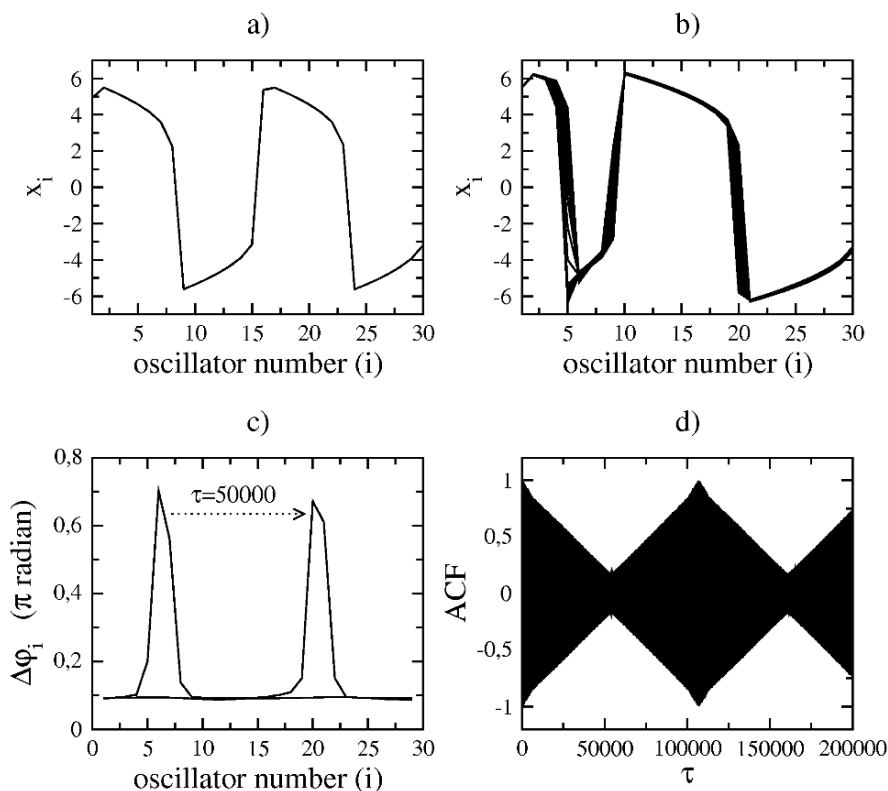 a)
6
4
2
0
-2
-4
-6
x_i
5 10 15 20 25 30
oscillator number (i)
b)
6
4
2
0
-2
-4
-6
x_i
5 10 15 20 25 30
oscillator number (i)
c)
0,8
0,6
0,4
0,2
0
Δφ_i (π radian)
τ=50000
0 5 10 15 20 25 30
oscillator number (i)
d)
1
0,5
0
-0,5
-1
ACF
0 50000 100000 150000 200000
τ